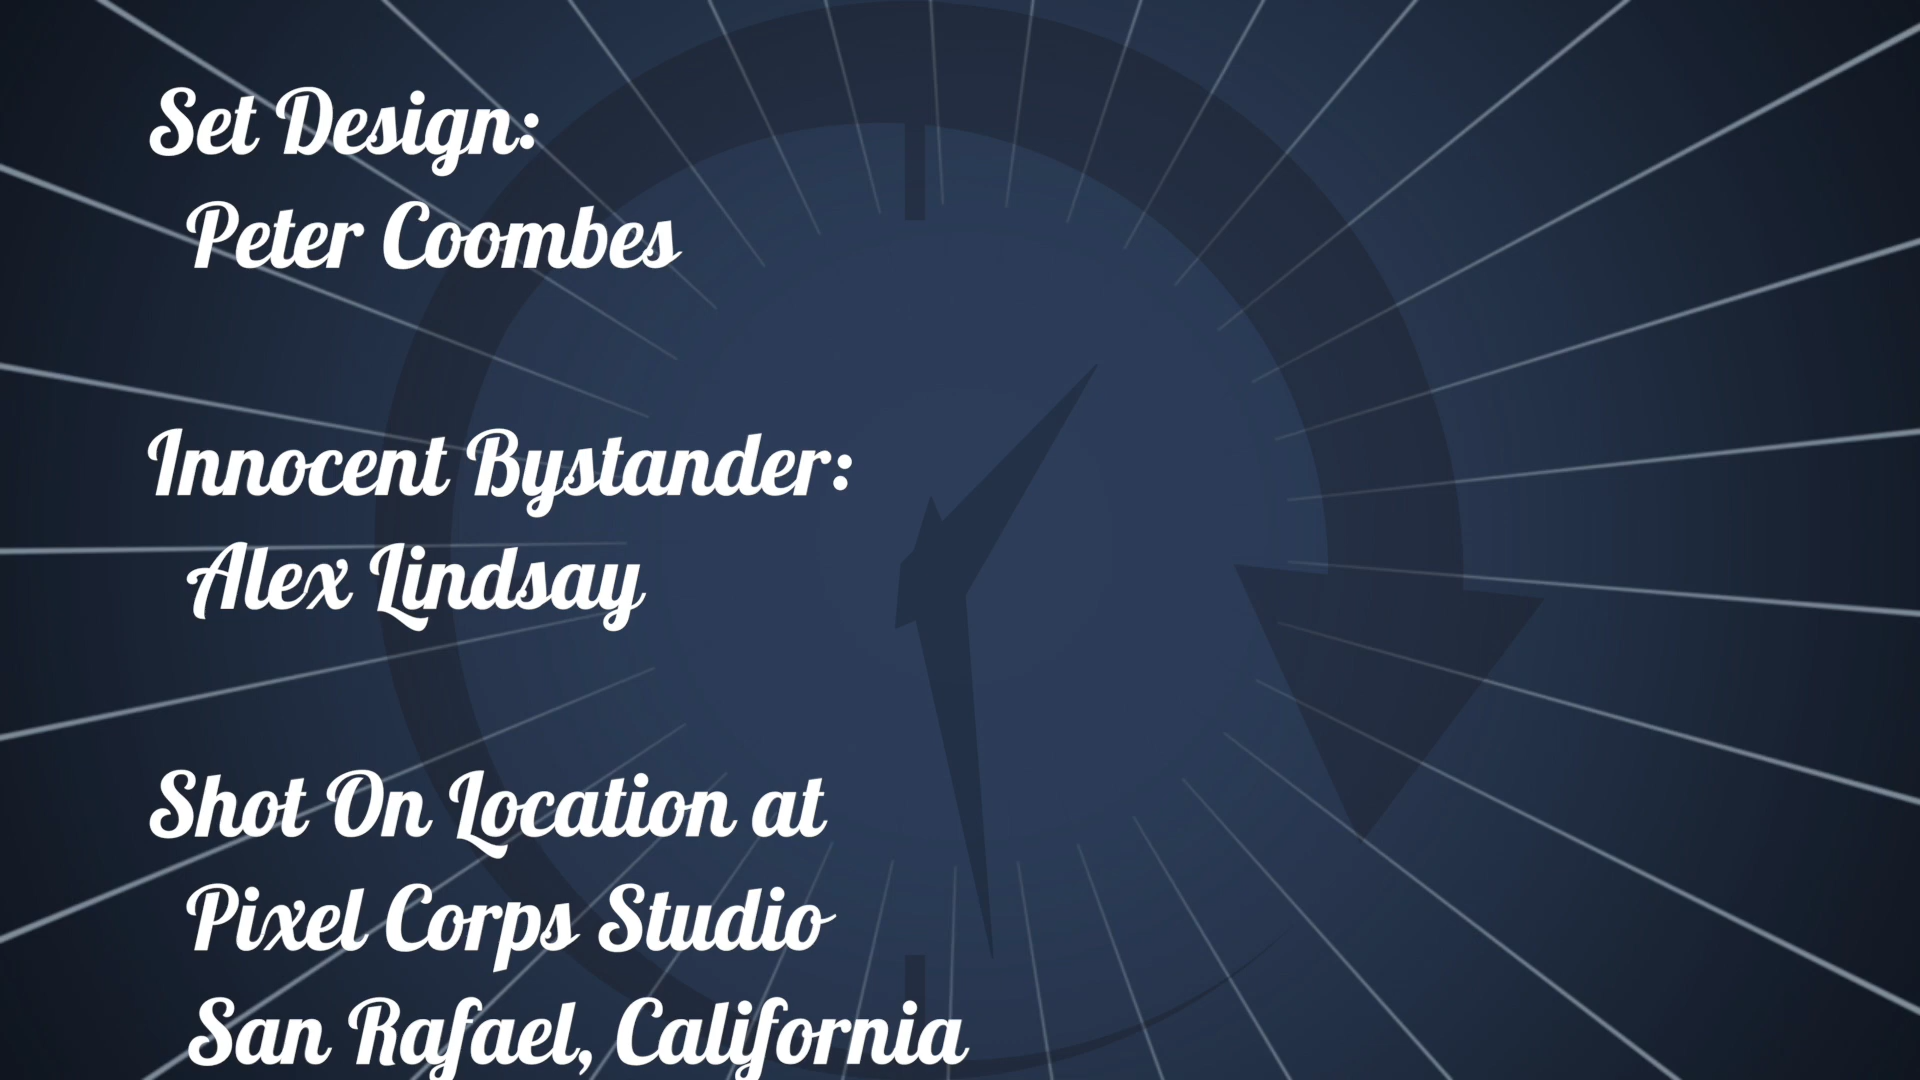 Set Design:
Peter Coombes
Innocent Bystander:
Alex Lindsay
Shot On Location at
Pixel Corps Studio
San Rafael, California